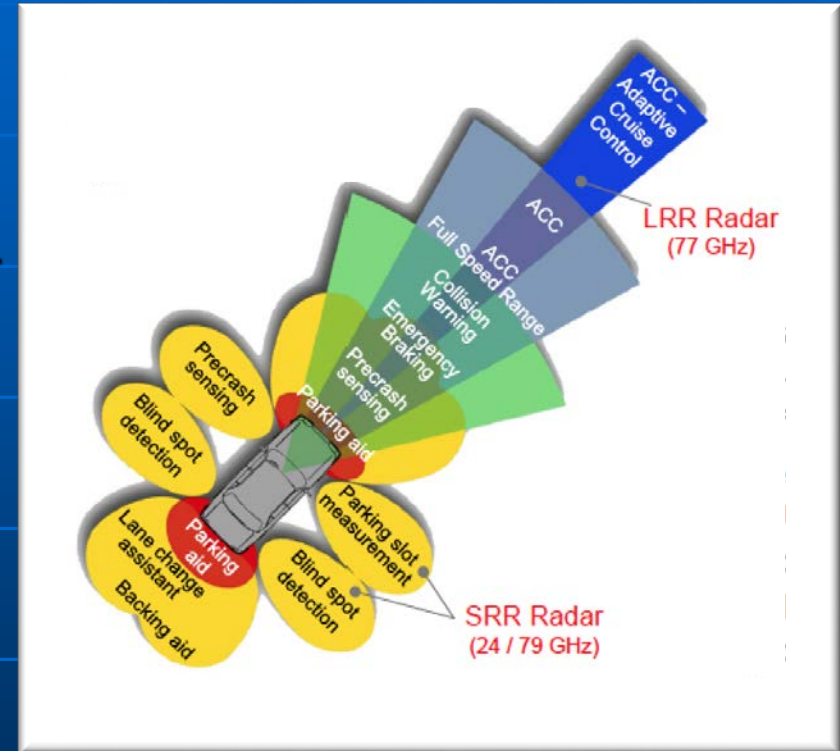 ACC –
Adaptive
Cruise
Control
LRR Radar
(77 GHz)
ACC
ACC
Full Speed Range
Collision
Warning
Emergency
Braking
Precrash
sensing
Parking aid
Precrash
sensing
Blind spot
detection
Parking slot
measurement
Blind spot
detection
SRR Radar
(24 / 79 GHz)
Parking
aid
Lane change
assistant
Backing aid